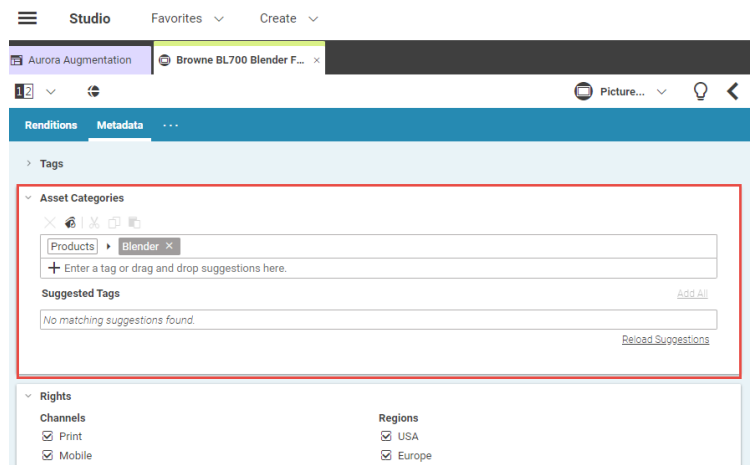 Studio Favorites Create
Aurora Augmentation Browne BL700 Blender F... ×
12 Picture...
Renditions Metadata ...
Tags
Asset Categories
Products Blender ×
Enter a tag or drag and drop suggestions here.
Suggested Tags Add All
No matching suggestions found.
Reload Suggestions
Rights
Channels Regions
Print USA
Mobile Europe